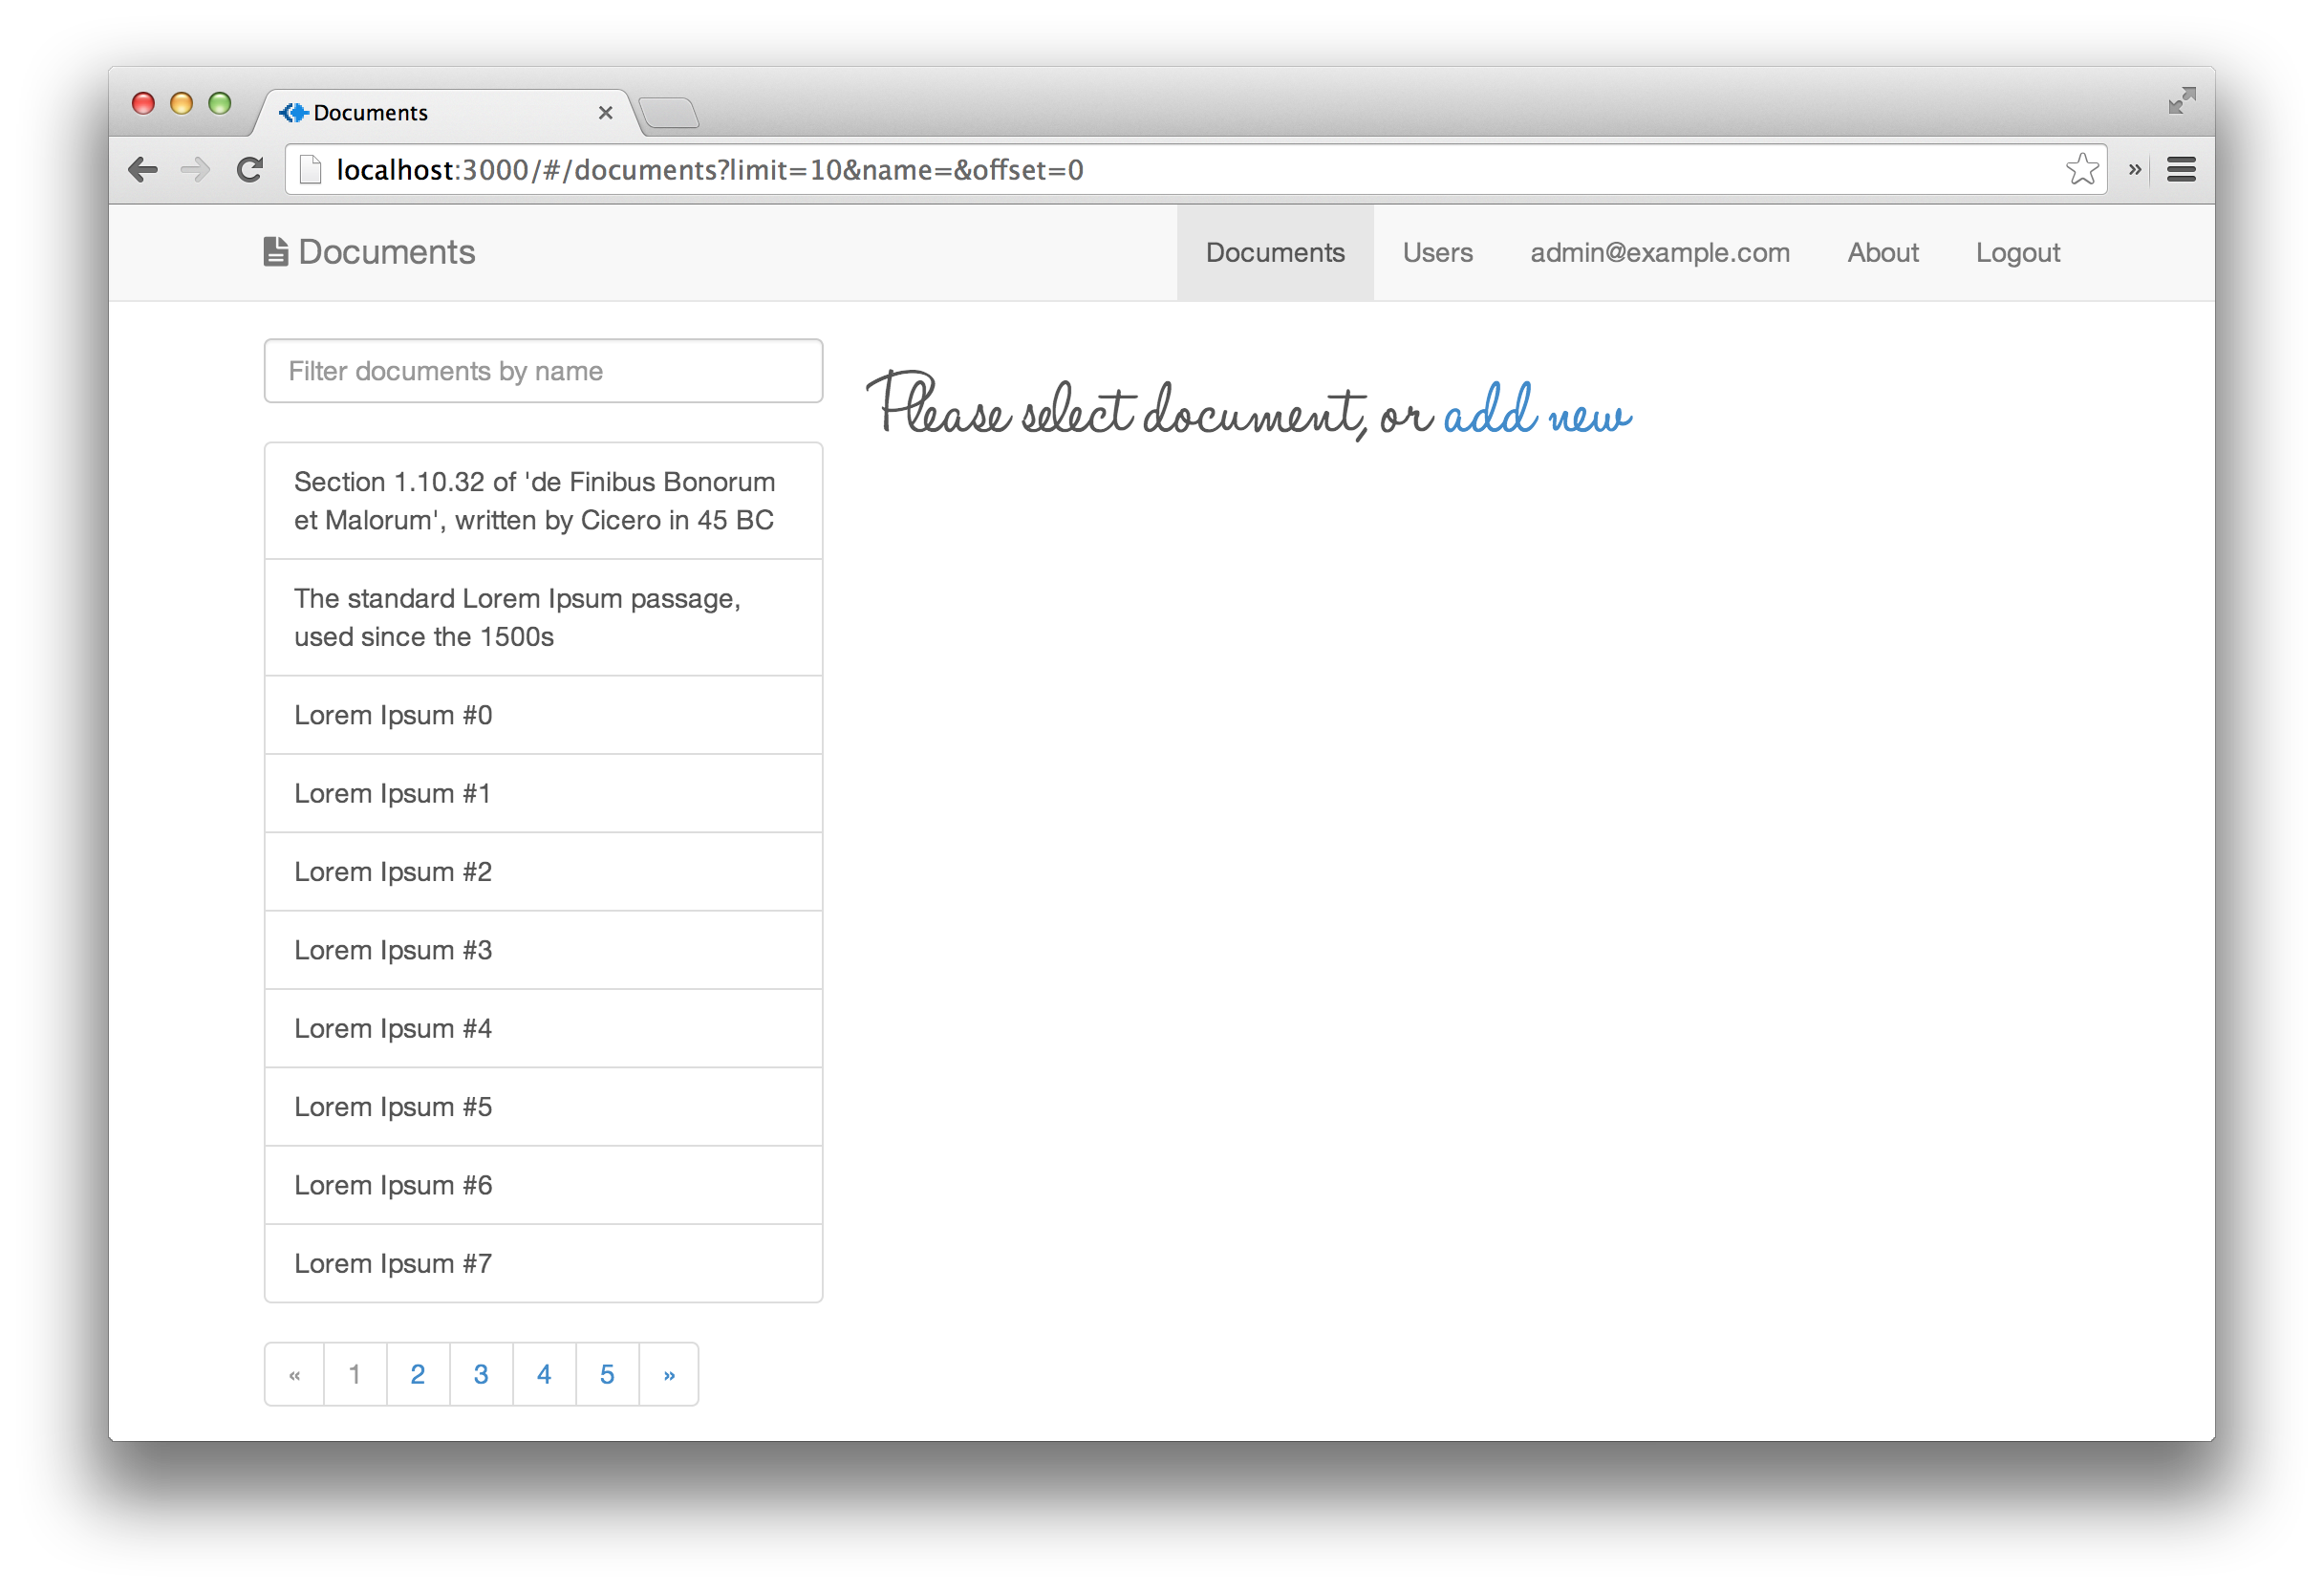 Documents
localhost:3000/#/documents?limit=10&name=&offset=0
»
Documents
Documents Users admin@example.com About Logout
Filter documents by name
Please select document, or add new
Section 1.10.32 of 'de Finibus Bonorum
et Malorum', written by Cicero in 45 BC
The standard Lorem Ipsum passage,
used since the 1500s
Lorem Ipsum #0
Lorem Ipsum #1
Lorem Ipsum #2
Lorem Ipsum #3
Lorem Ipsum #4
Lorem Ipsum #5
Lorem Ipsum #6
Lorem Ipsum #7
« 1 2 3 4 5 »